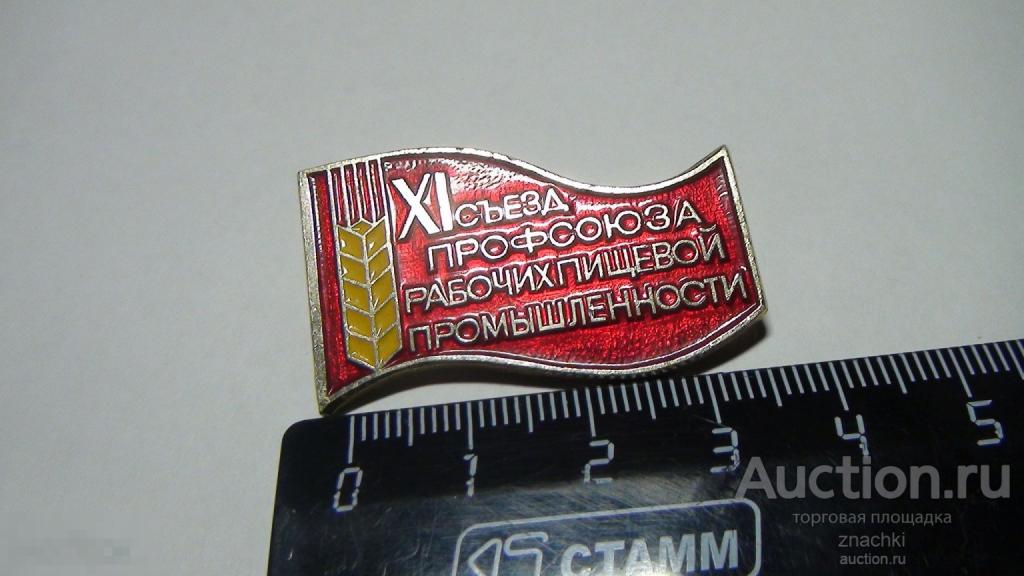 XI СЪЕЗД
ПРОФСОЮЗА
РАБОЧИХ ПИЩЕВОЙ
ПРОМЫШЛЕННОСТИ
0 1 2 3 4 5
СТАММ
Auction.ru
торговая площадка
znachki
auction.ru